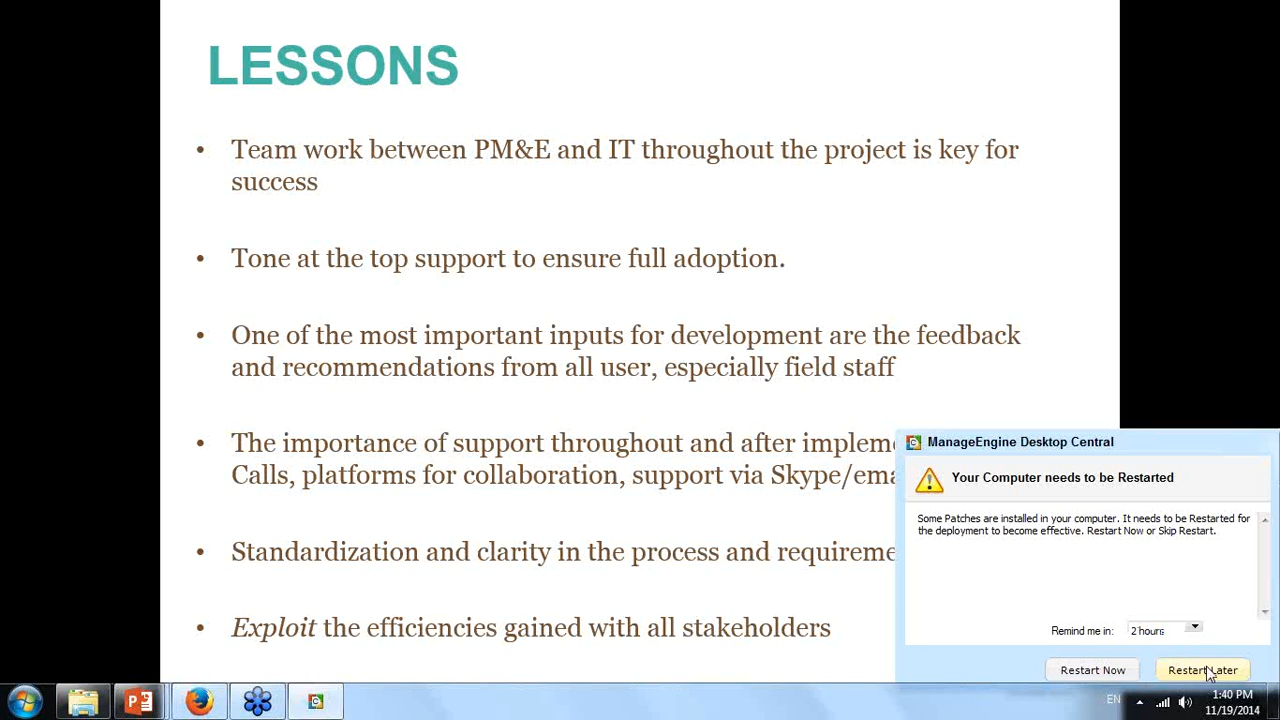 LESSONS
• Team work between PM&E and IT throughout the project is key for
success
• Tone at the top support to ensure full adoption.
• One of the most important inputs for development are the feedback
and recommendations from all user, especially field staff
• The importance of support throughout and after
Calls, platforms for collaboration, support via
• Standardization and clarity in the process and
• Exploit the efficiencies gained with all stakeholders
ManageEngine Desktop Central
Your Computer needs to be Restarted
Some Patches are installed in your computer. It needs to be Restarted for
the deployment to become effective. Restart Now or Skip Restart.
Remind me in: 2 hours
Restart Now Restart Later
EN
1:40 PM
11/19/2014